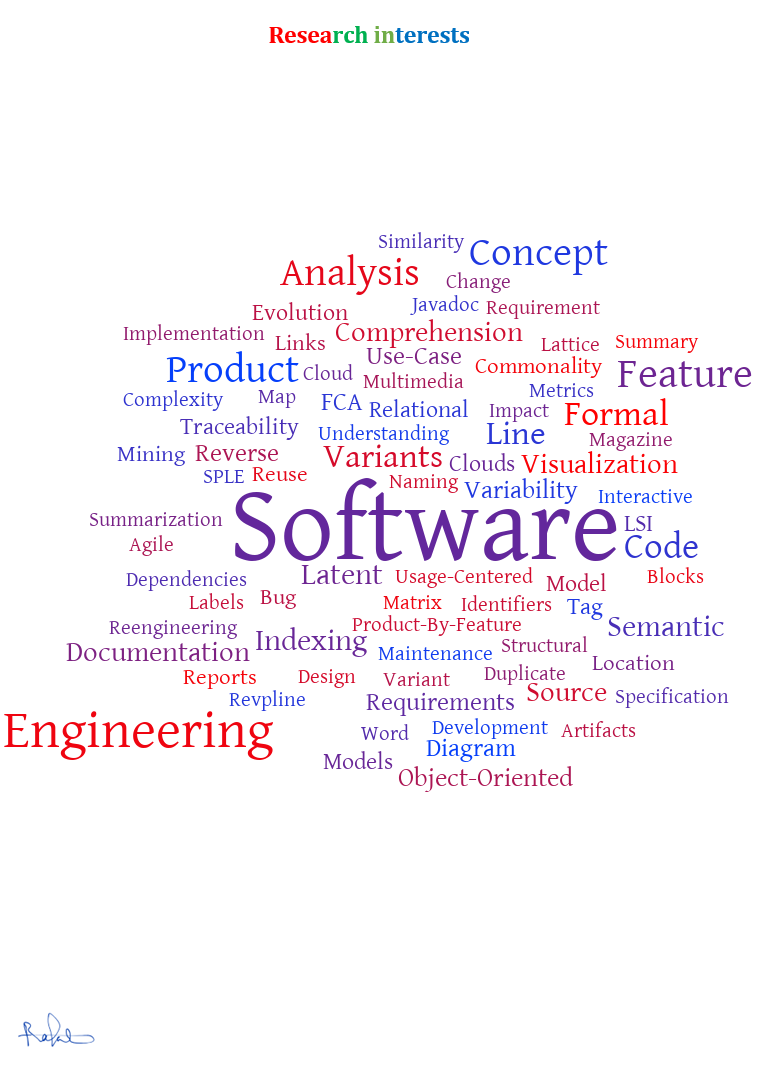 Research interests
Similarity Concept
Analysis Change
Evolution Javadoc Requirement
Implementation Links Comprehension Lattice Summary
Product Cloud Use-Case Commonality Feature
Multimedia Metrics
Complexity Map FCA Relational Impact Formal
Traceability Understanding Line Magazine
Mining Reverse Variants Clouds Visualization
SPLE Reuse Naming Variability Interactive
Summarization Software LSI
Agile Code
Dependencies Latent Usage-Centered Model Blocks
Labels Bug Matrix Identifiers Tag
Reengineering Product-By-Feature Semantic
Documentation Indexing Maintenance Structural Location
Reports Design Variant Duplicate
Revpline Requirements Source Specification
Engineering Word Development Artifacts
Models Diagram
Object-Oriented